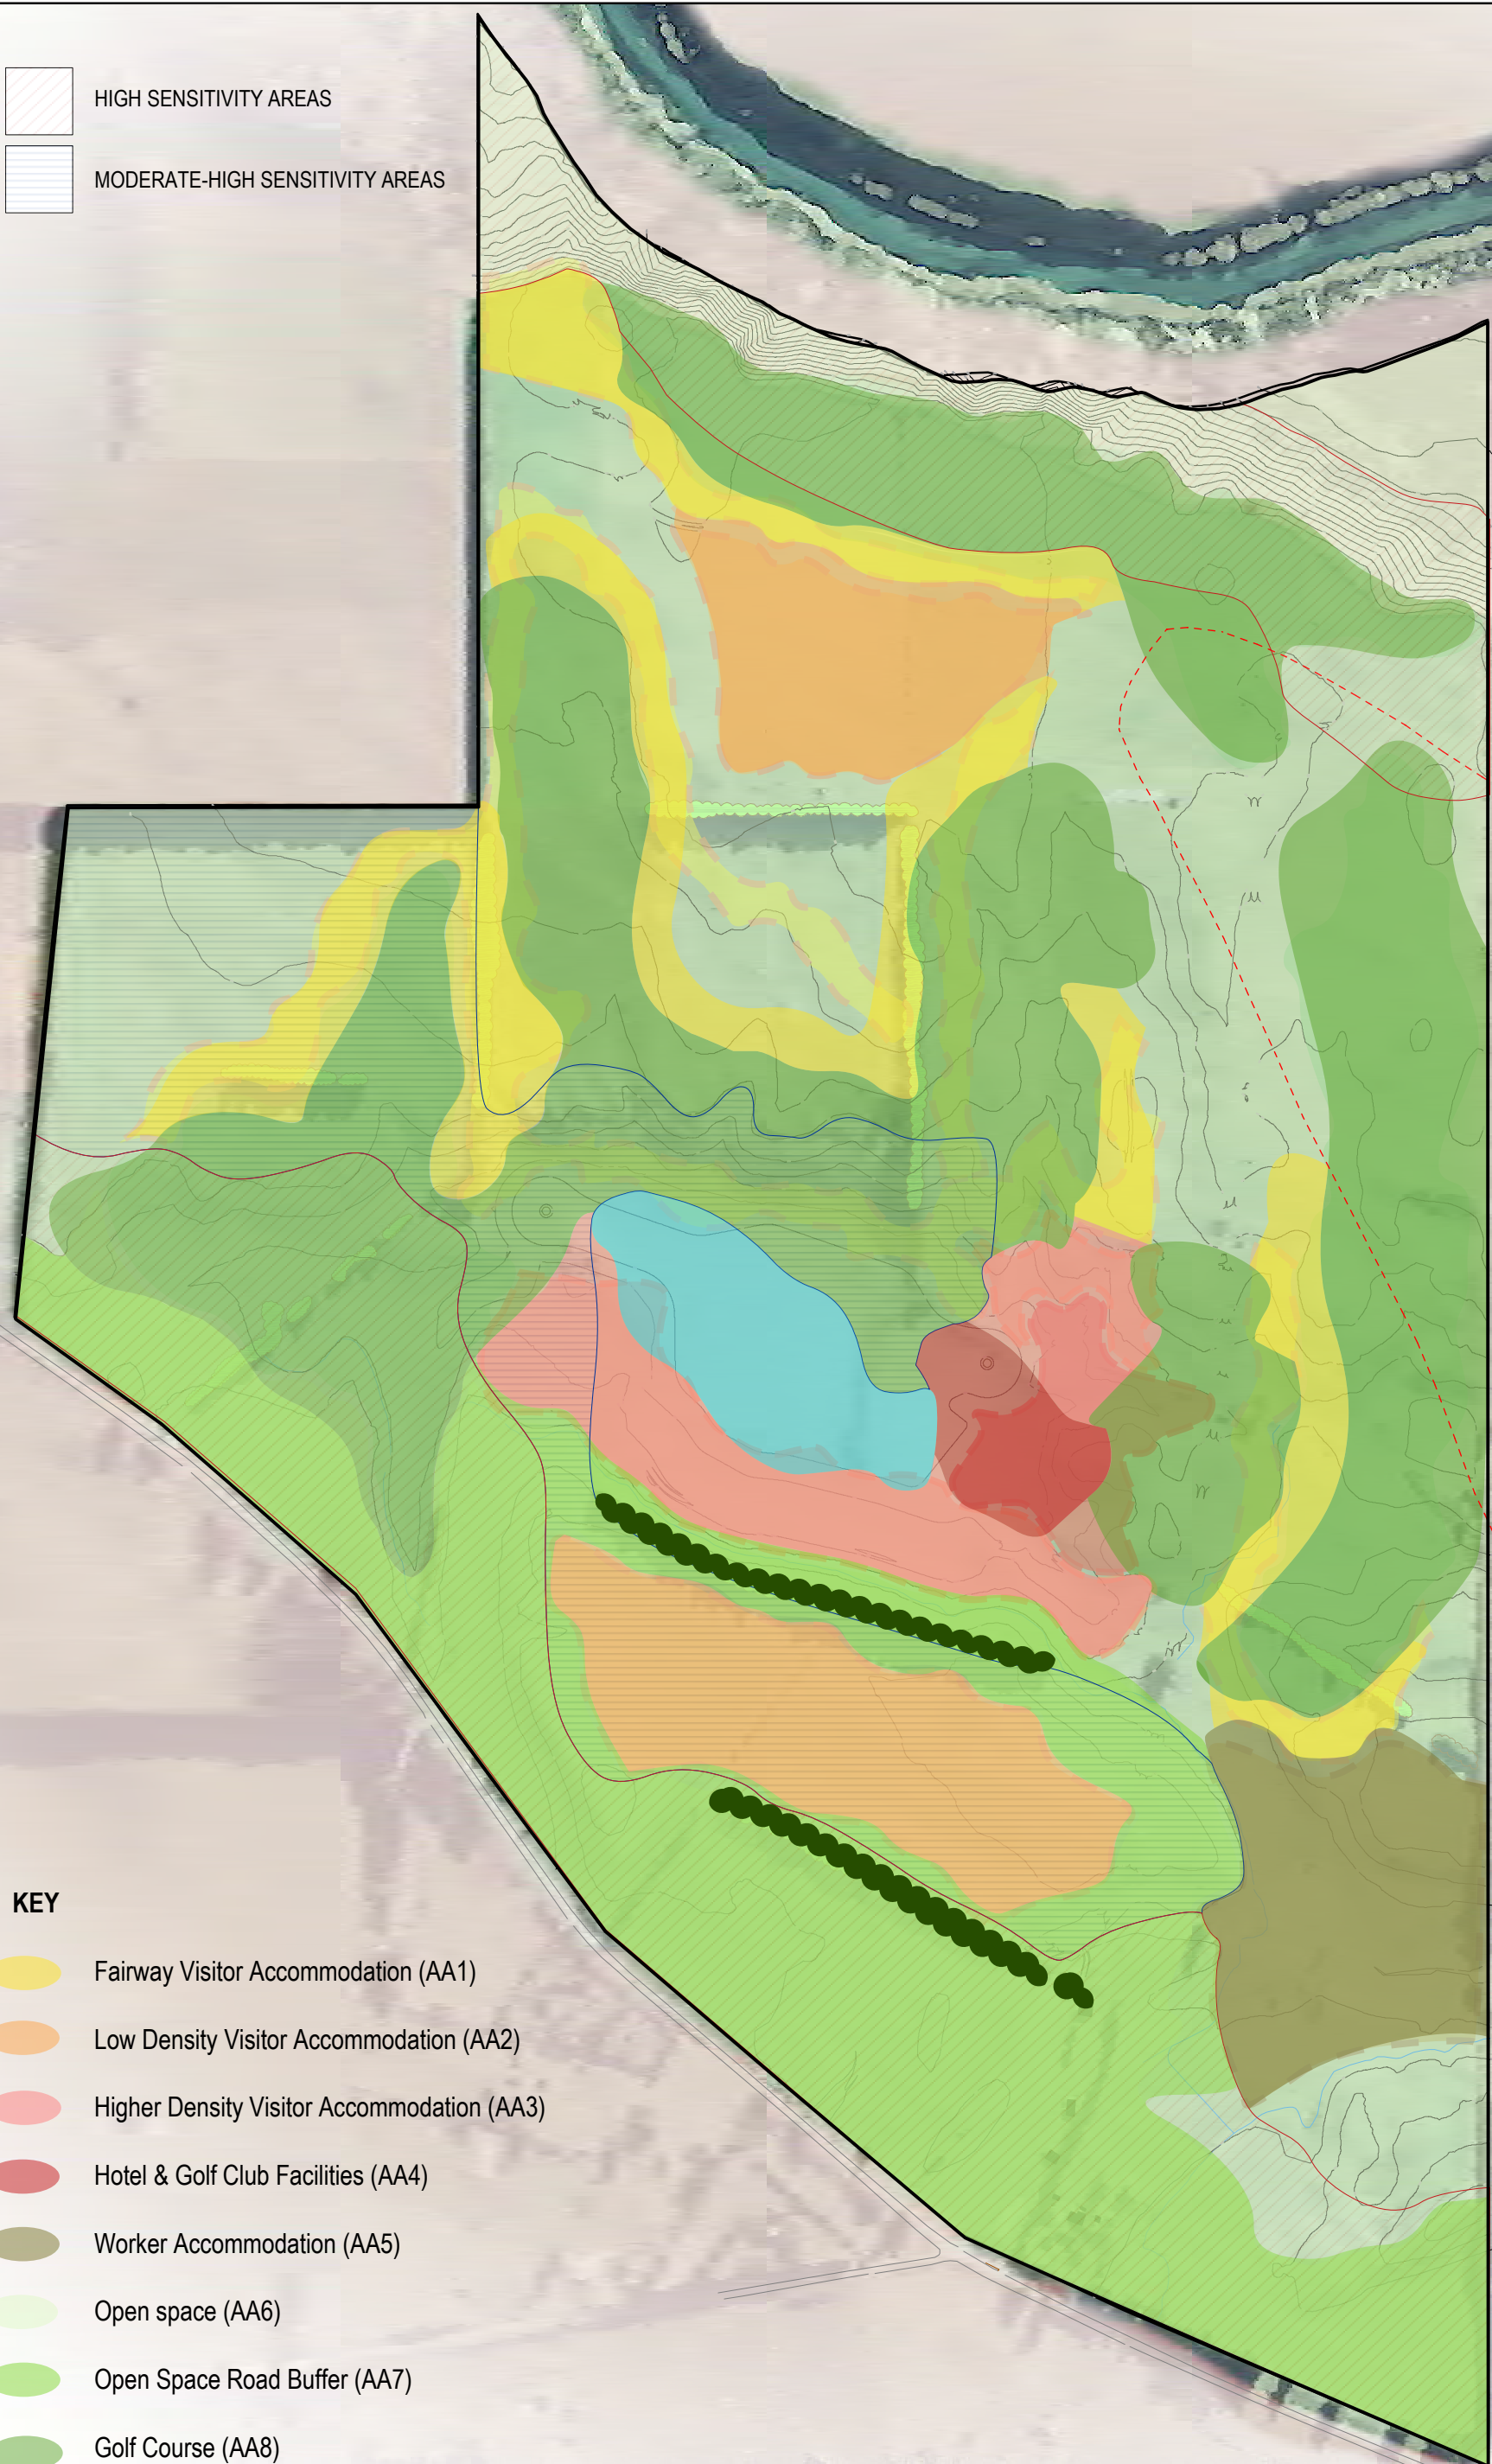 HIGH SENSITIVITY AREAS
MODERATE-HIGH SENSITIVITY AREAS
KEY
Fairway Visitor Accommodation (AA1)
Low Density Visitor Accommodation (AA2)
Higher Density Visitor Accommodation (AA3)
Hotel & Golf Club Facilities (AA4)
Worker Accommodation (AA5)
Open space (AA6)
Open Space Road Buffer (AA7)
Golf Course (AA8)